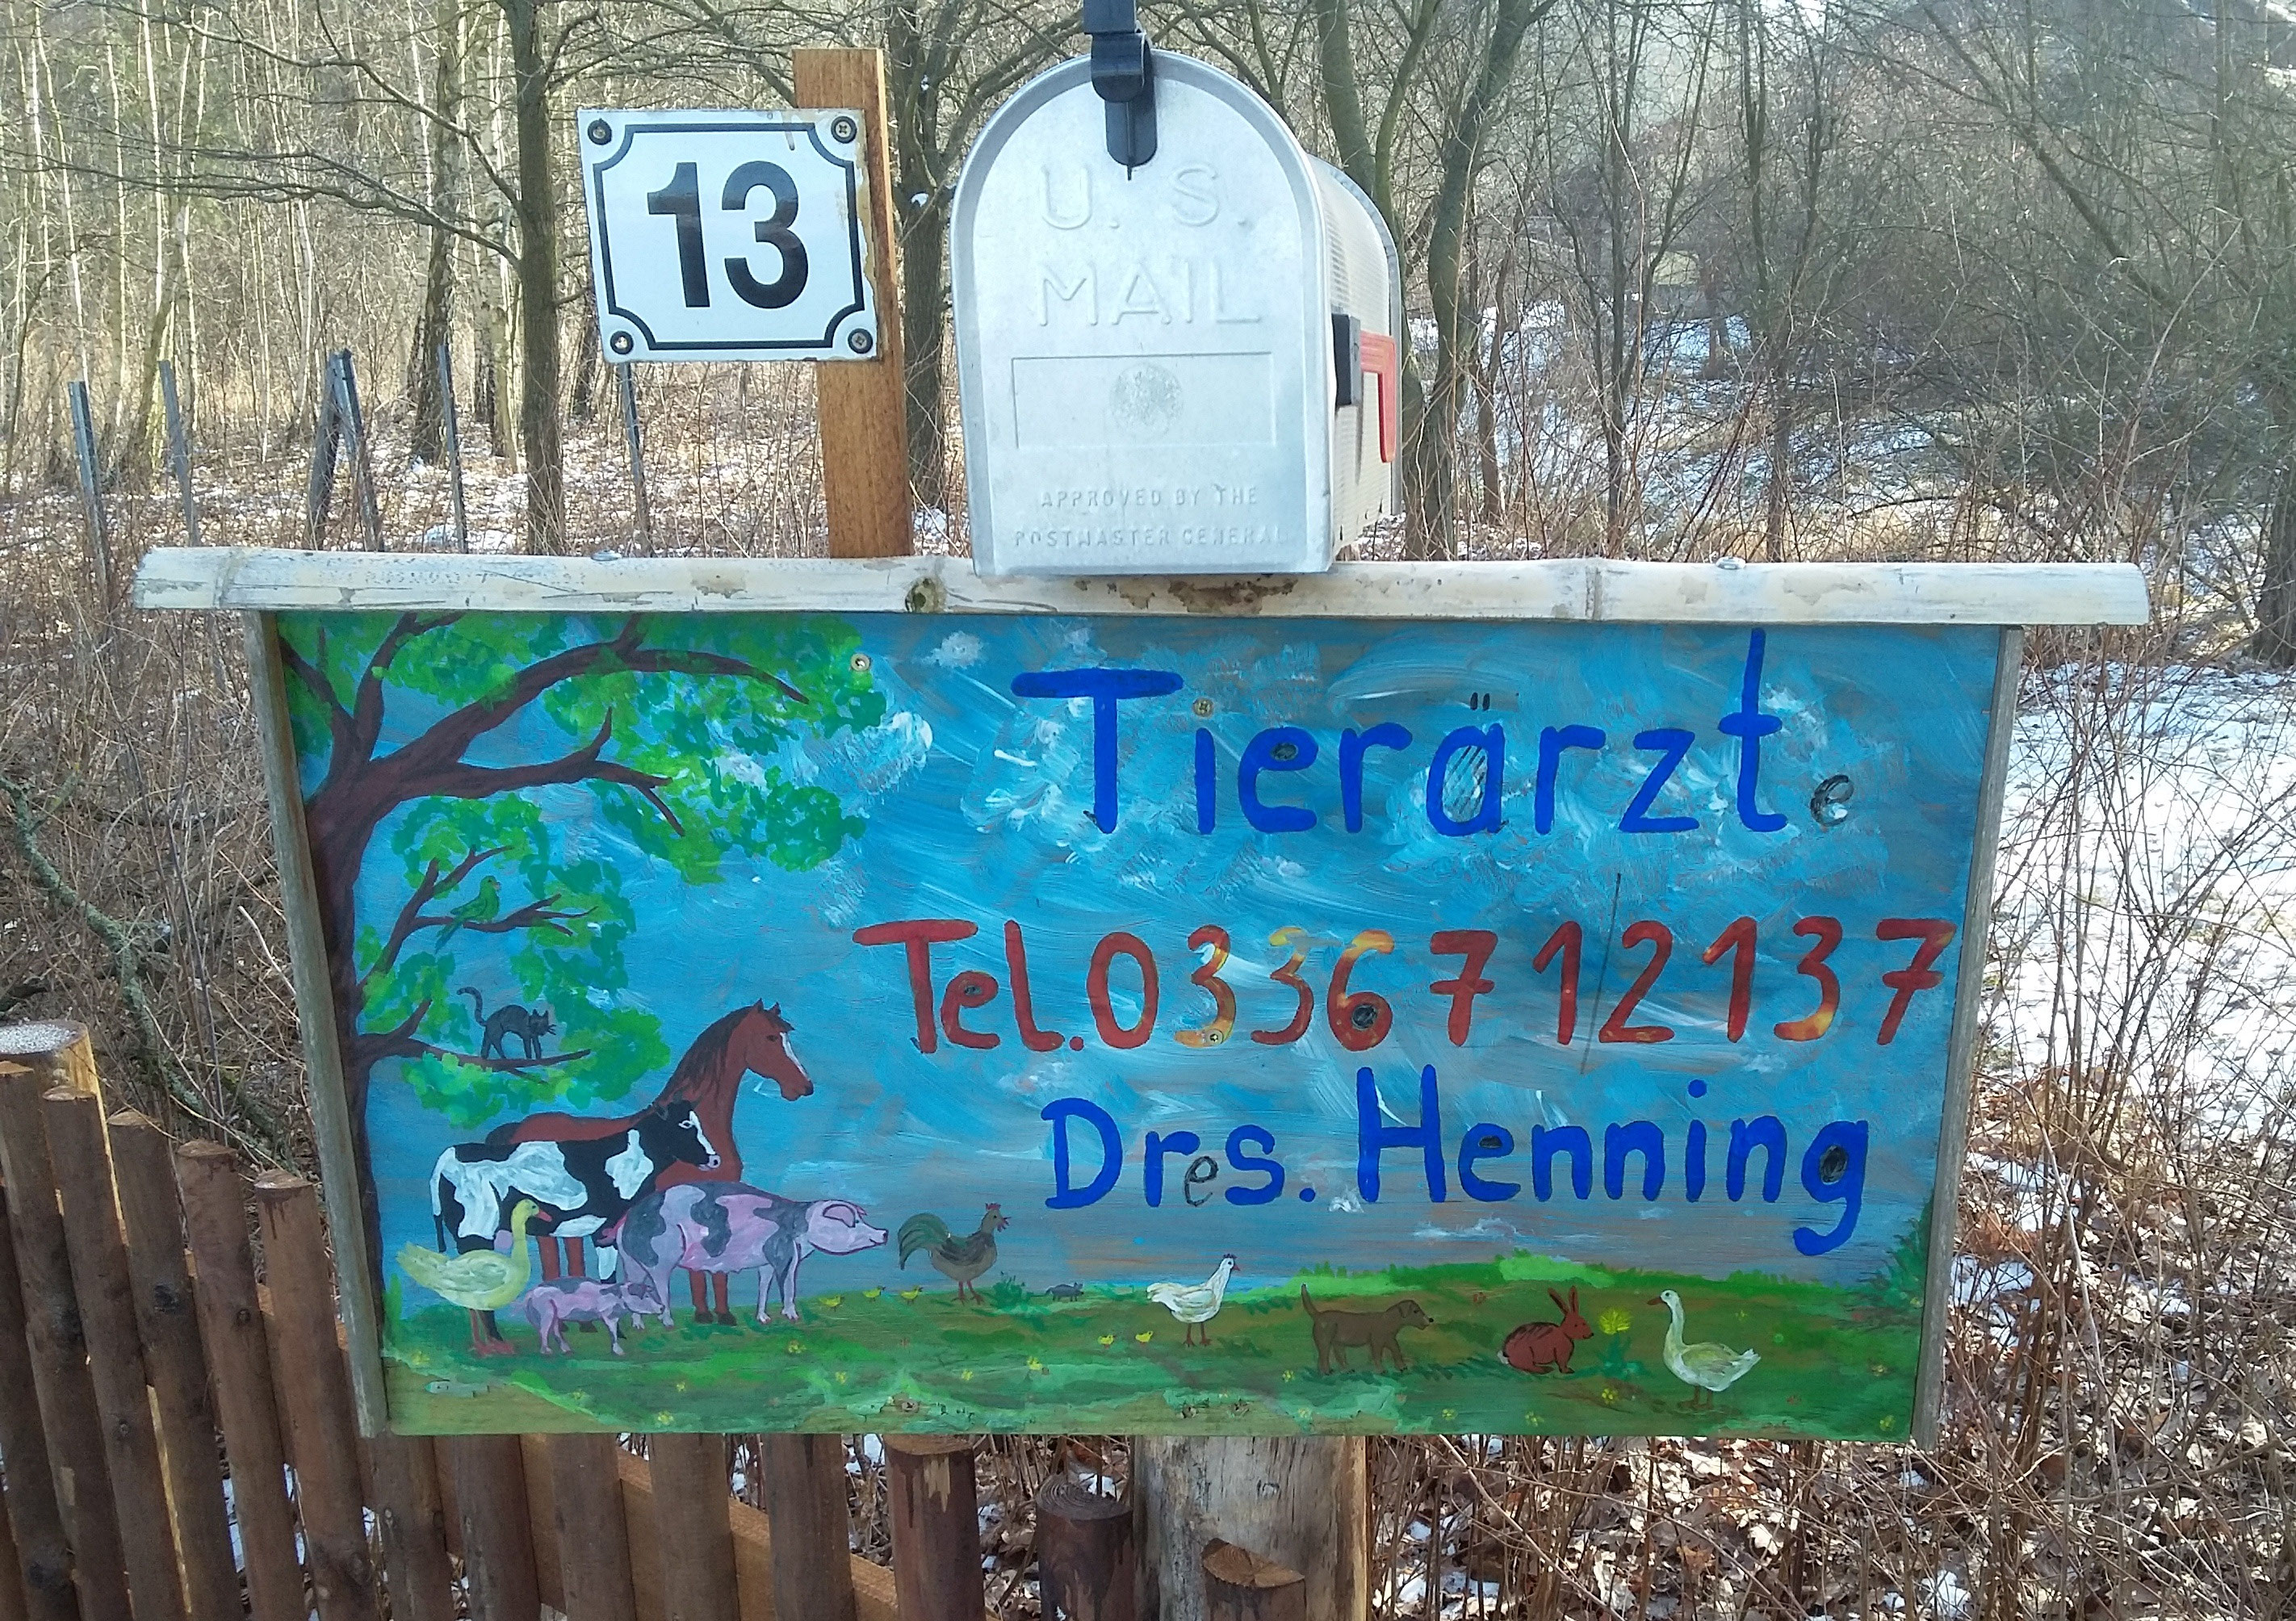 13
U. S.
MAIL
APPROVED BY THE
POSTMASTER GENERAL
Tierärzte
Tel.033671 2137
Dres. Henning